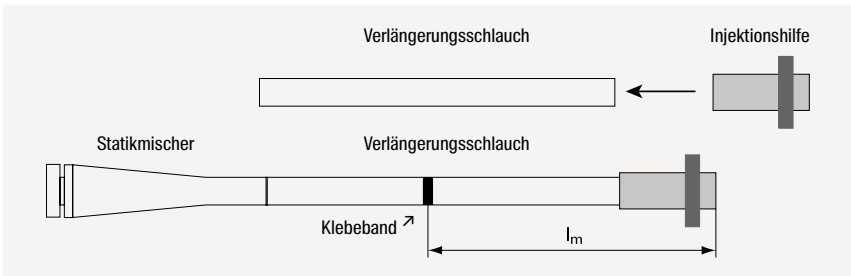 Verlängerungsschlauch
Injektionshilfe
Statikmischer
Verlängerungsschlauch
Klebeband
lm